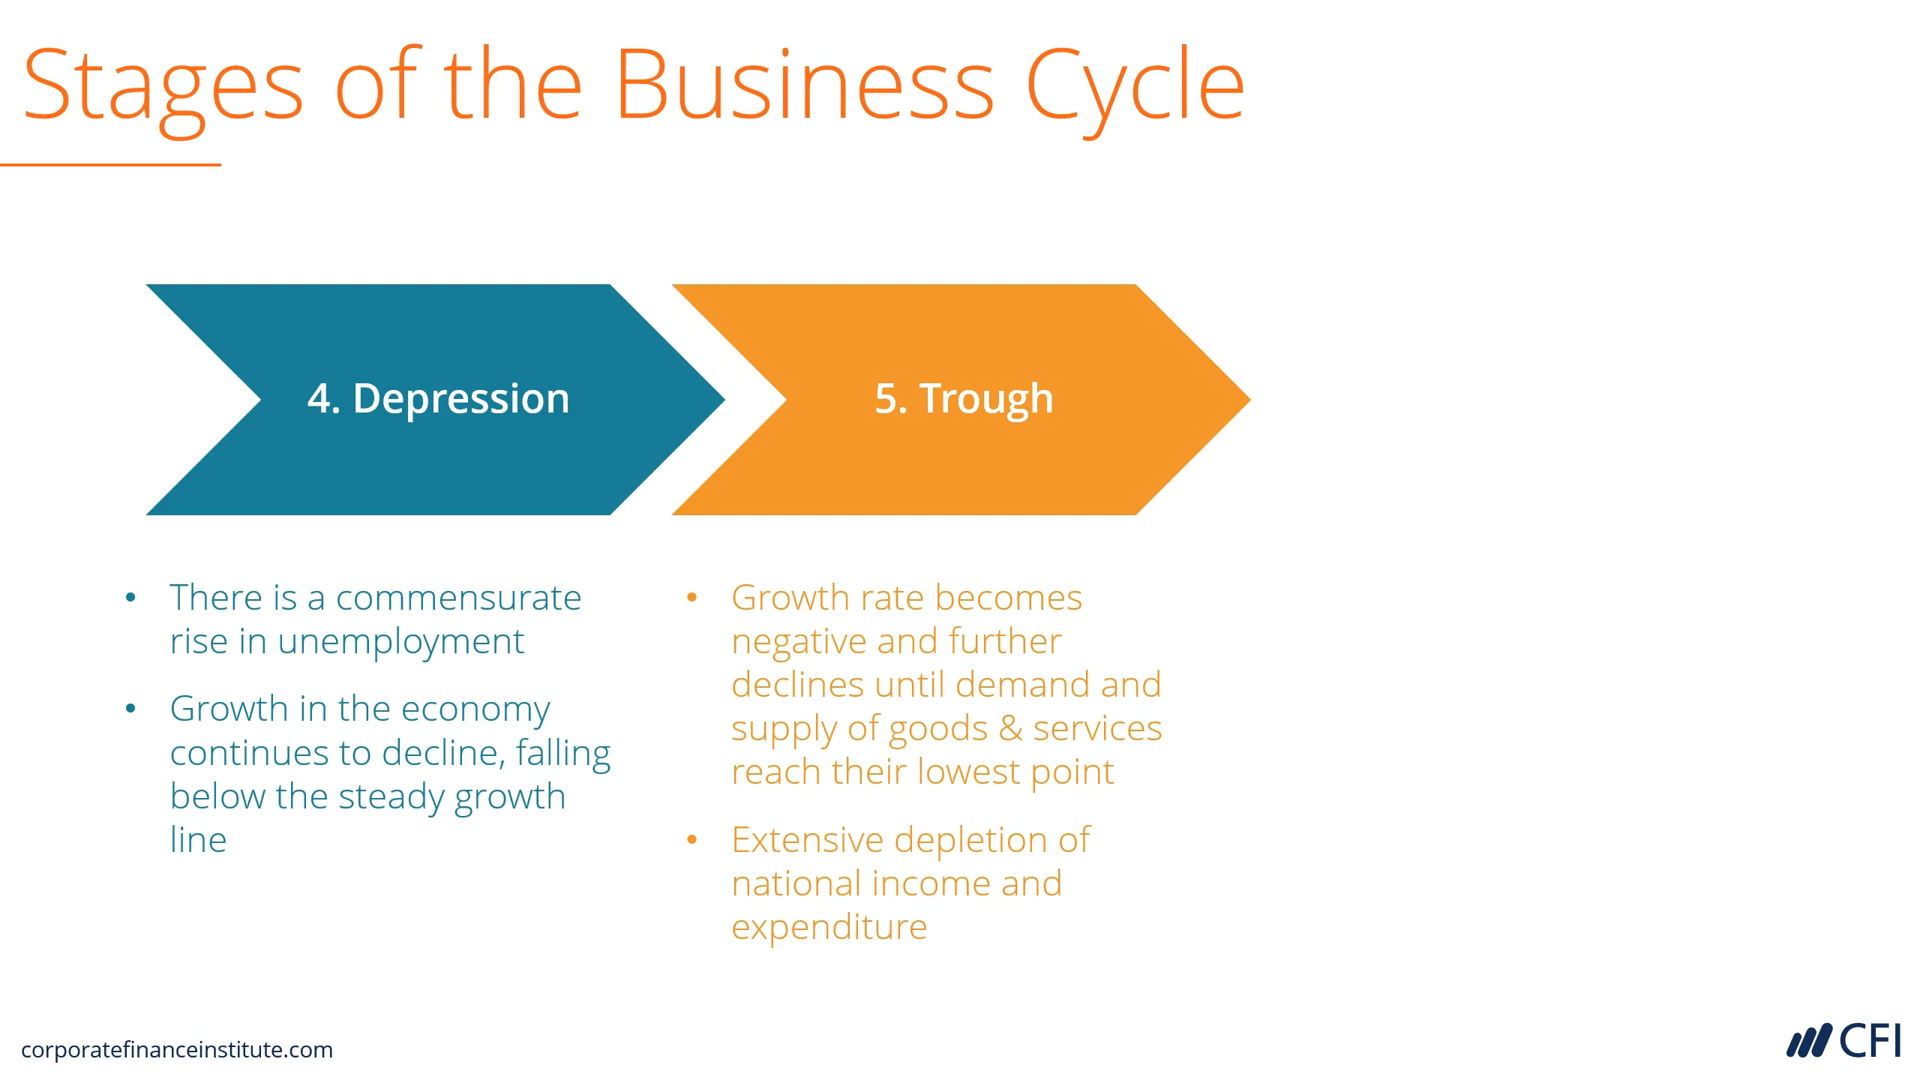 Stages of the Business Cycle
4. Depression
5. Trough
• There is a commensurate
rise in unemployment
• Growth in the economy
continues to decline, falling
below the steady growth
line
• Growth rate becomes
negative and further
declines until demand and
supply of goods & services
reach their lowest point
• Extensive depletion of
national income and
expenditure
corporatefinanceinstitute.com
CFI